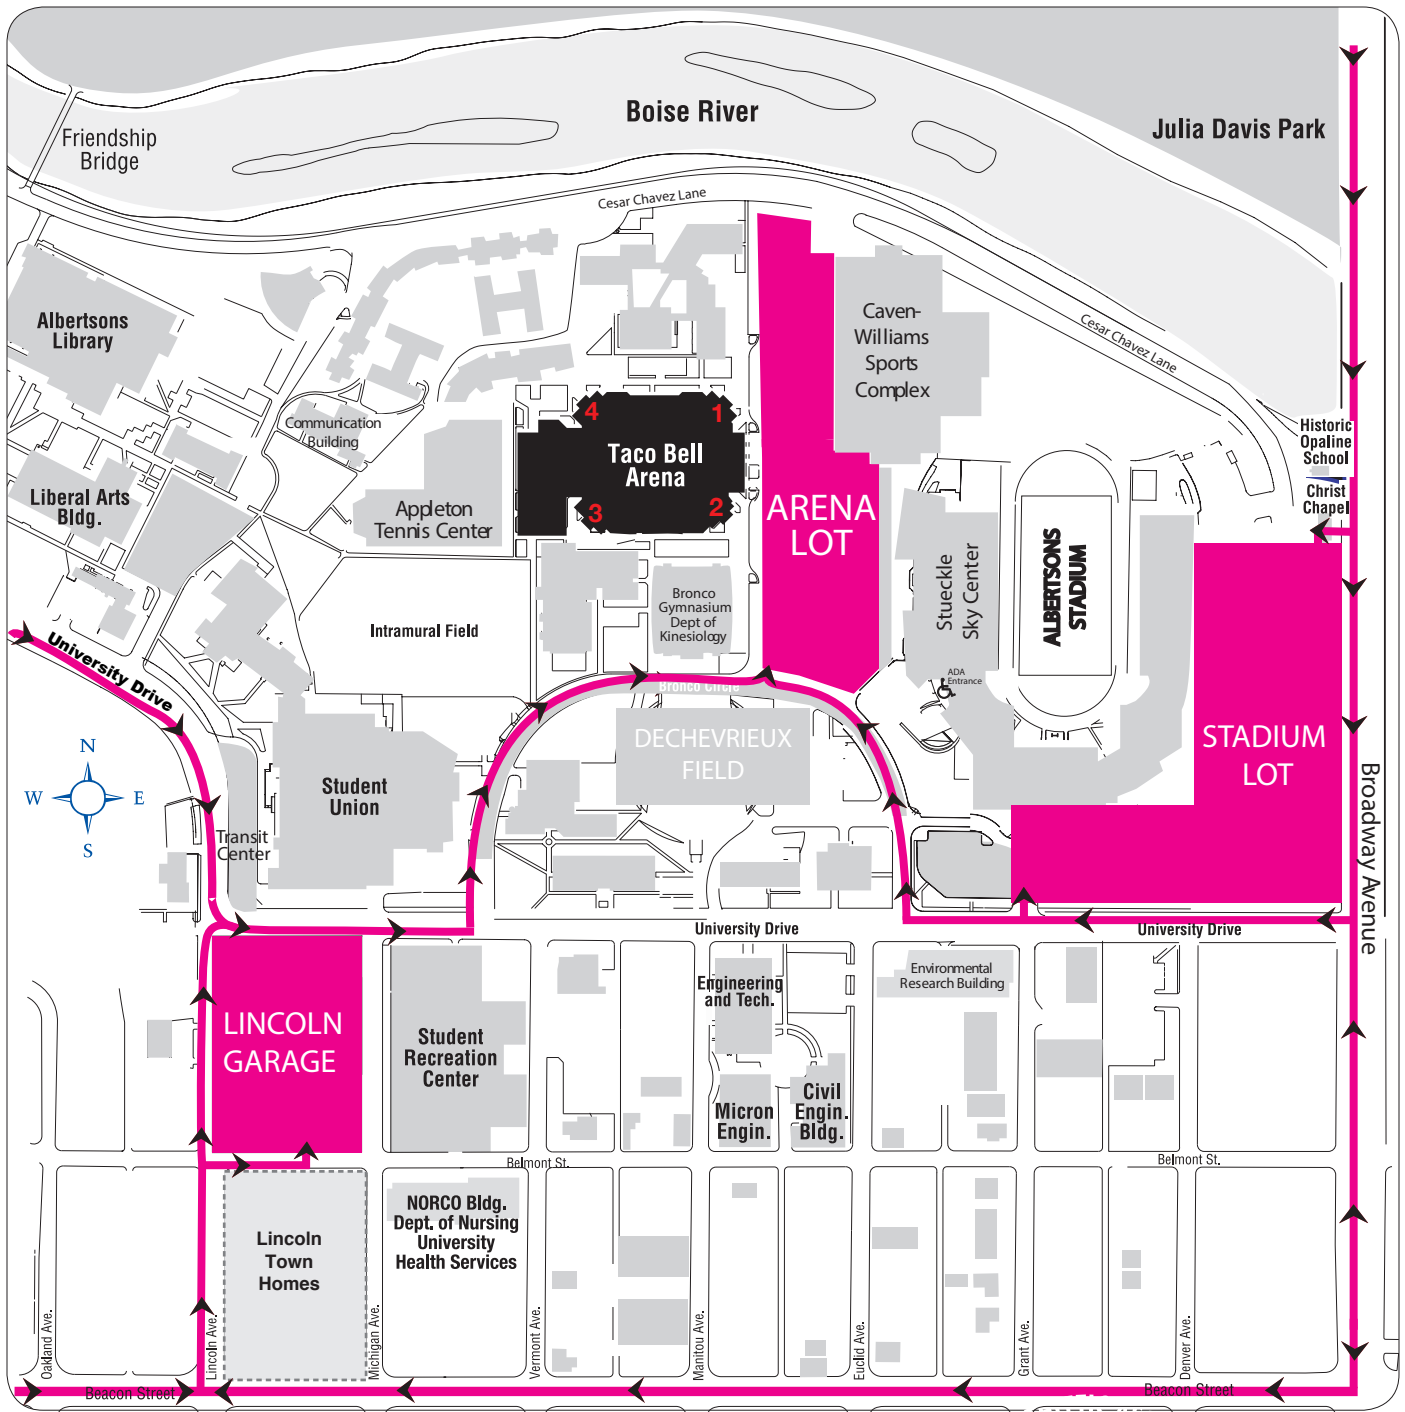 Boise River
Julia Davis Park
Friendship
Bridge
Cesar Chavez Lane
Albertsons
Library
Caven-
Williams
Sports
Complex
Cesar Chavez Lane
Communication
Building
4
1
Taco Bell
Arena
3
2
Historic
Opaline
School
Christ
Chapel
Liberal Arts
Bldg.
Appleton
Tennis Center
ARENA
LOT
Stueckle
Sky Center
ALBERTSONS
STADIUM
Bronco
Gymnasium
Dept of
Kinesiology
Intramural Field
University Drive
ADA
Entrance
Bronco Circle
DECHEVRIEUX
FIELD
STADIUM
LOT
N
W
E
S
Student
Union
Transit
Center
Broadway Avenue
University Drive
University Drive
LINCOLN
GARAGE
Student
Recreation
Center
Engineering
and Tech.
Environmental
Research Building
Micron
Engin.
Civil
Engin.
Bldg.
Belmont St.
Belmont St.
Lincoln
Town
Homes
NORCO Bldg.
Dept. of Nursing
University
Health Services
Oakland Ave.
Lincoln Ave.
Michigan Ave.
Vermont Ave.
Manitou Ave.
Euclid Ave.
Grant Ave.
Denver Ave.
Beacon Street
Beacon Street